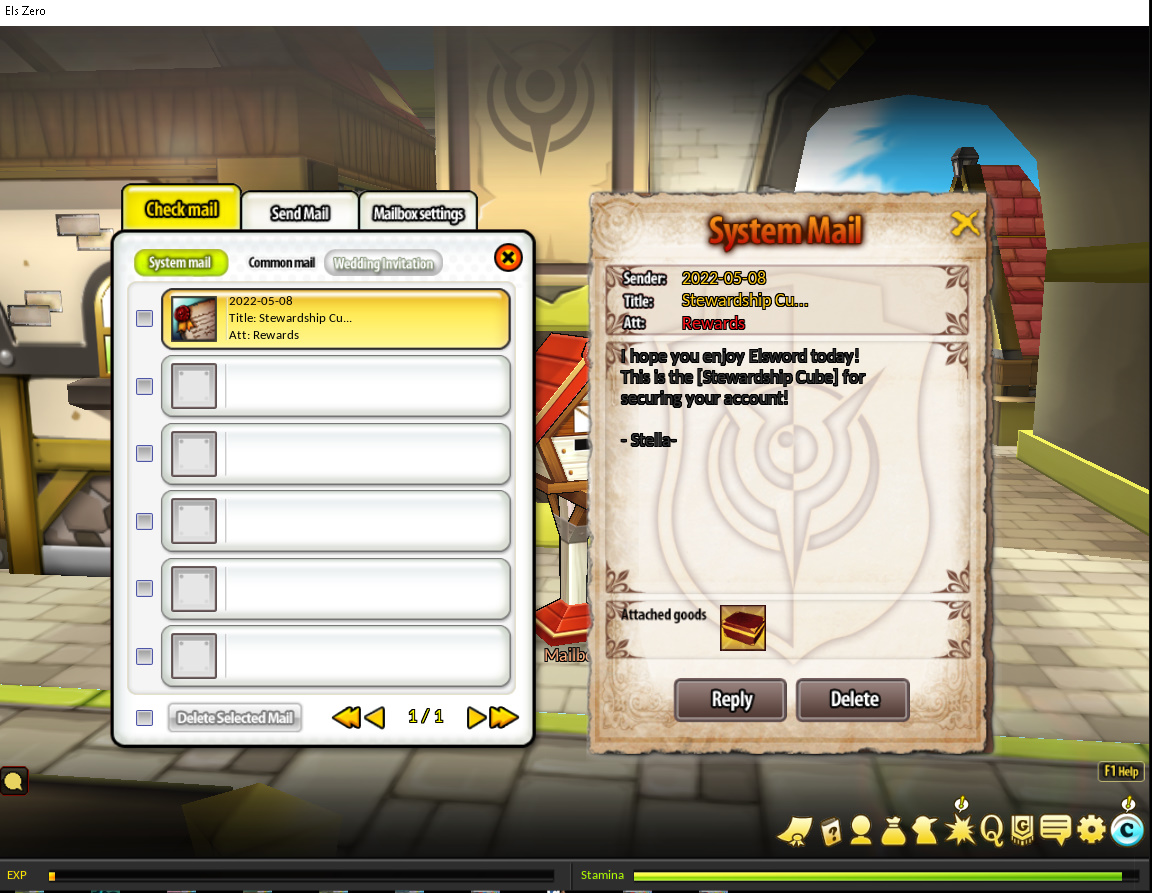 Els Zero
Check mail
Send Mail
Mailbox settings
System mail
Common mail
Wedding Invitation
2022-05-08
Title: Stewardship Cu...
Att: Rewards
Delete Selected Mail
1 / 1
System Mail
Sender: 2022-05-08
Title: Stewardship Cu...
Att: Rewards
I hope you enjoy Elsword today!
This is the [Stewardship Cube] for
securing your account!
- Stella-
Attached goods
Reply
Delete
F1 Help
EXP
Stamina